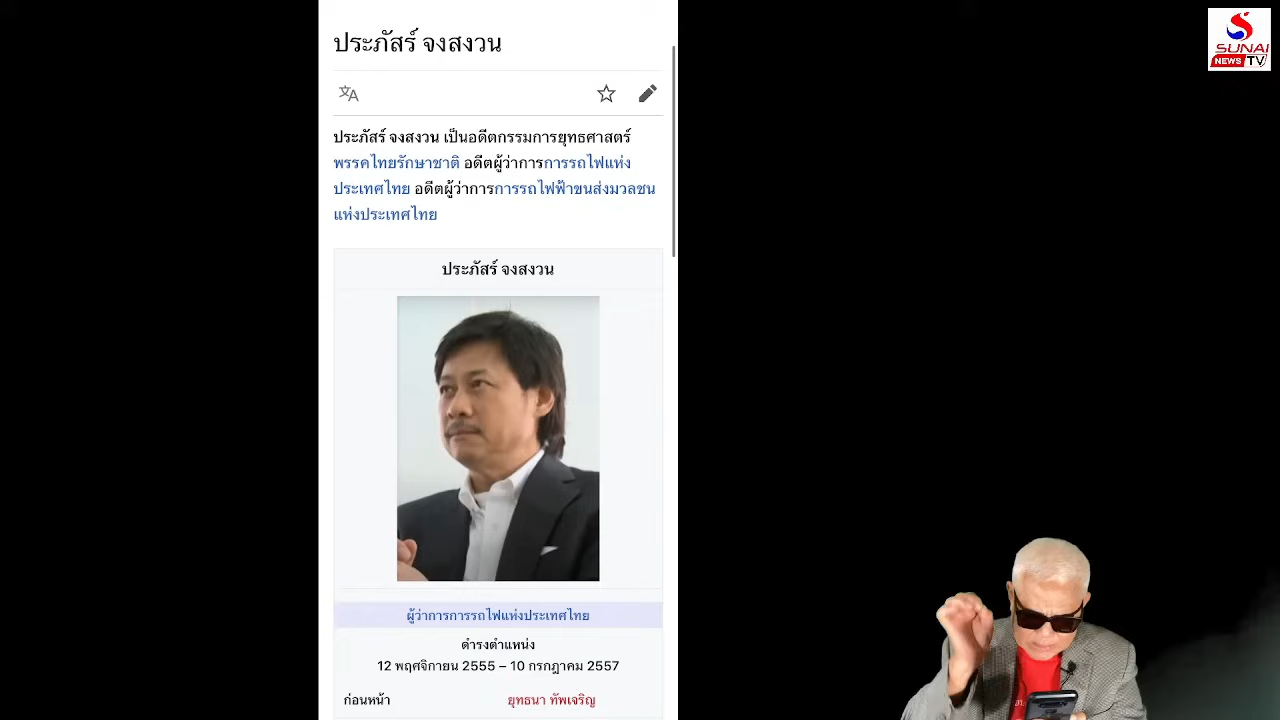 ประภัสร์ จงสงวน
ประภัสร์ จงสงวน เป็นอดีตกรรมการยุทธศาสตร์
พรรคไทยรักษาชาติ อดีตผู้ว่าการการรถไฟแห่ง
ประเทศไทย อดีตผู้ว่าการการรถไฟฟ้าขนส่งมวลชน
แห่งประเทศไทย
ประภัสร์ จงสงวน
ผู้ว่าการการรถไฟแห่งประเทศไทย
ดำรงตำแหน่ง
12 พฤศจิกายน 2555 – 10 กรกฎาคม 2557
ก่อนหน้า ยุทธนา ทัพเจริญ
SUNAI
NEWS TV